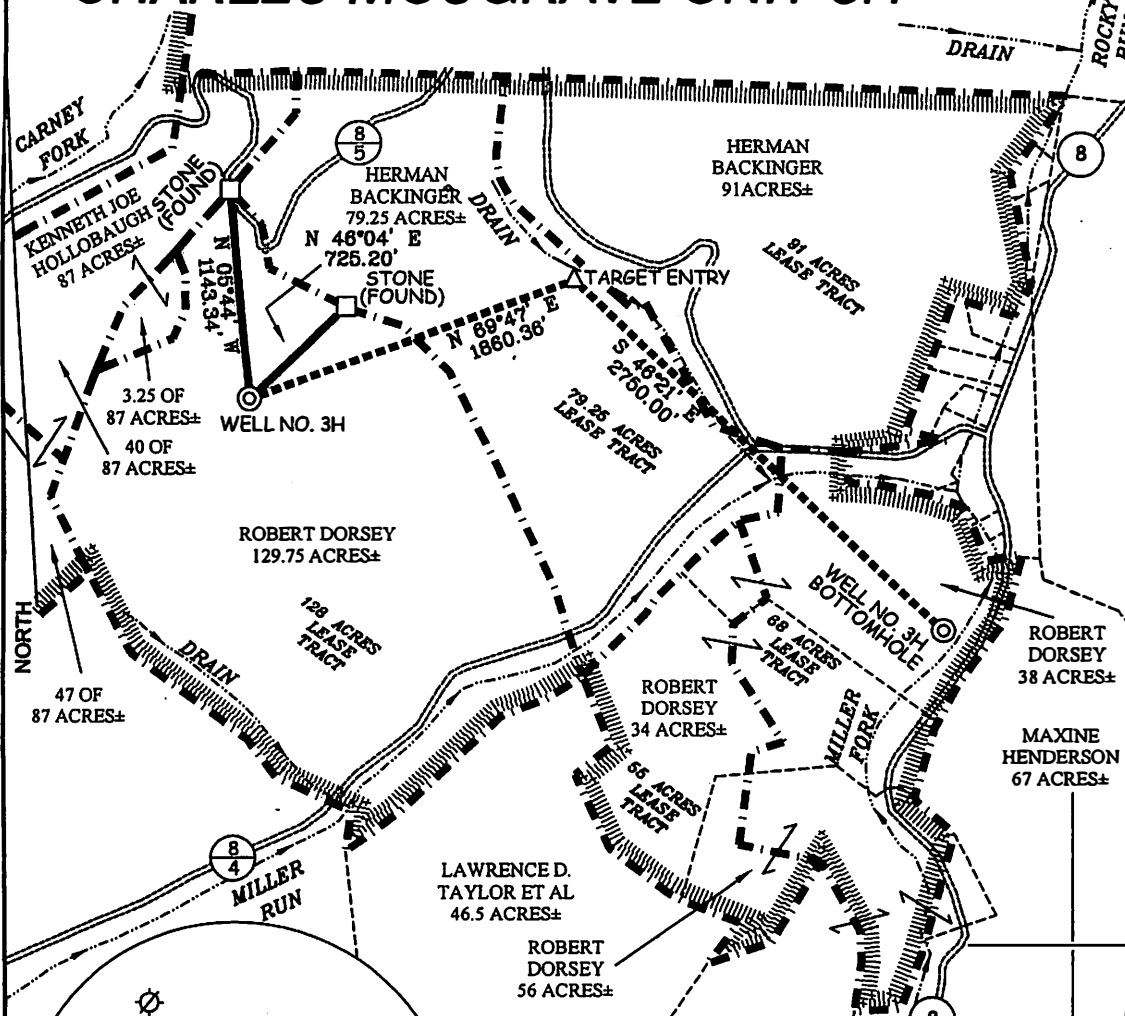 DRAIN
ROCKY
CARNEY
FORK
8
5
8
HERMAN
BACKINGER
79.25 ACRES±
HERMAN
BACKINGER
91ACRES±
STONE
(FOUND)
KENNETH JOE
HOLLOBAUGH
87 ACRES±
DRAIN
N 46°04' E
725.20'
STONE
(FOUND)
91 ACRES
LEASE TRACT
TARGET ENTRY
N 05°44' W
1143.34'
N 69°47' E
1860.36'
S 46°21' E
2750.00'
3.25 OF
87 ACRES±
WELL NO. 3H
40 OF
87 ACRES±
79.25 ACRES
LEASE TRACT
ROBERT DORSEY
129.75 ACRES±
128 ACRES
LEASE
TRACT
WELL NO. 3H
BOTTOMHOLE
NORTH
DRAIN
68 ACRES
LEASE
TRACT
ROBERT
DORSEY
38 ACRES±
47 OF
87 ACRES±
ROBERT
DORSEY
34 ACRES±
MILLER
FORK
MAXINE
HENDERSON
67 ACRES±
55 ACRES
LEASE
TRACT
8
4
MILLER
RUN
LAWRENCE D.
TAYLOR ET AL
46.5 ACRES±
ROBERT
DORSEY
56 ACRES±
8